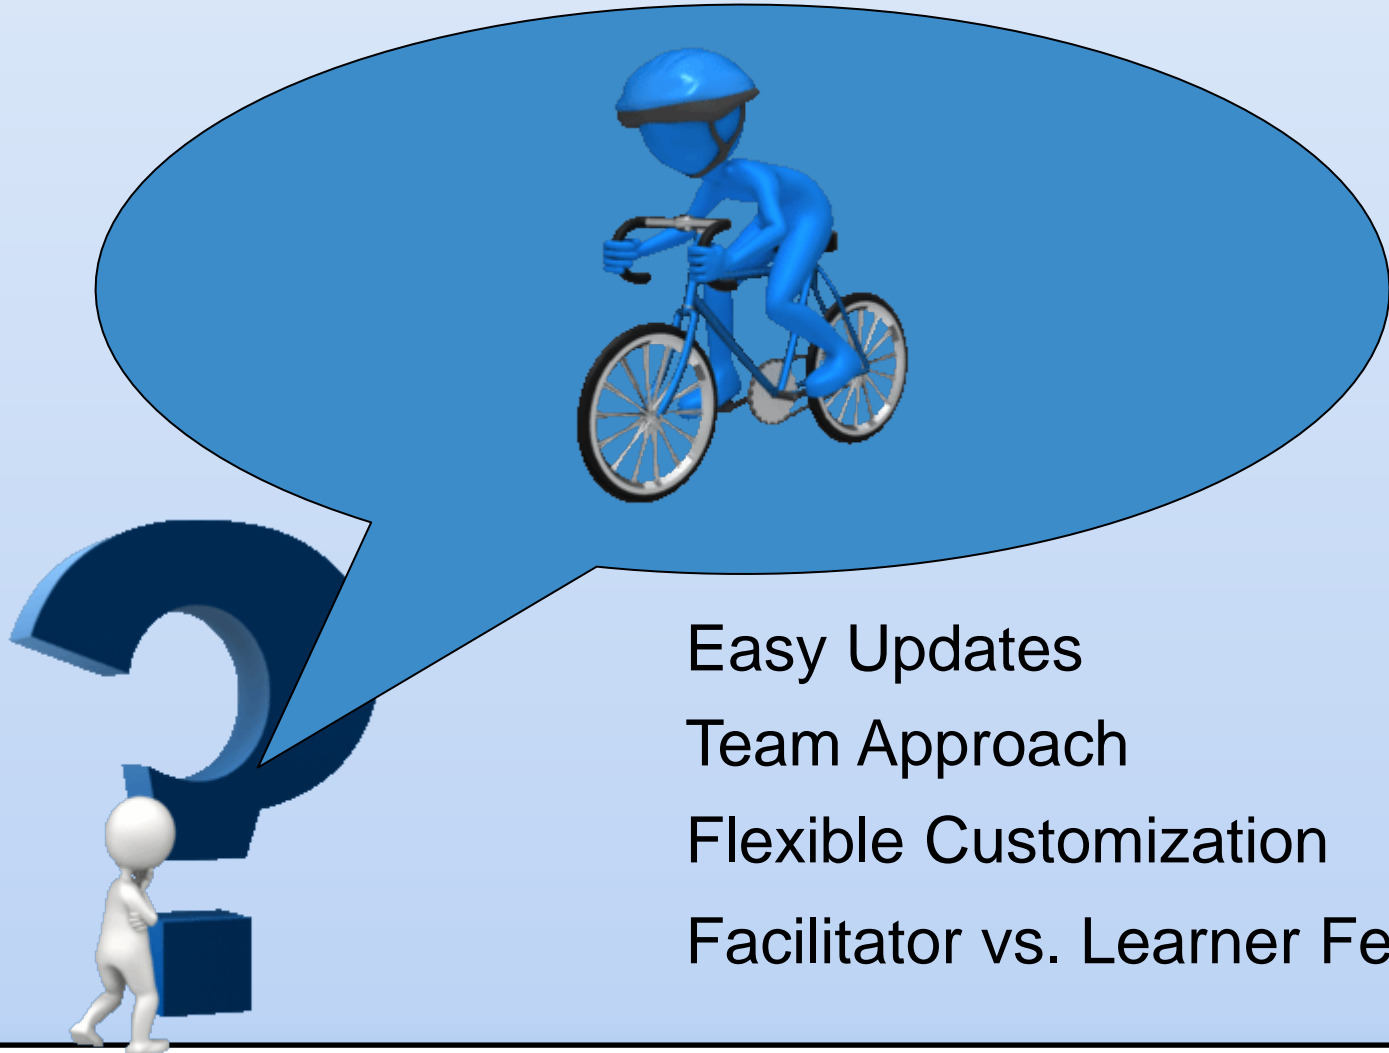 Easy Updates
Team Approach
Flexible Customization
Facilitator vs. Learner